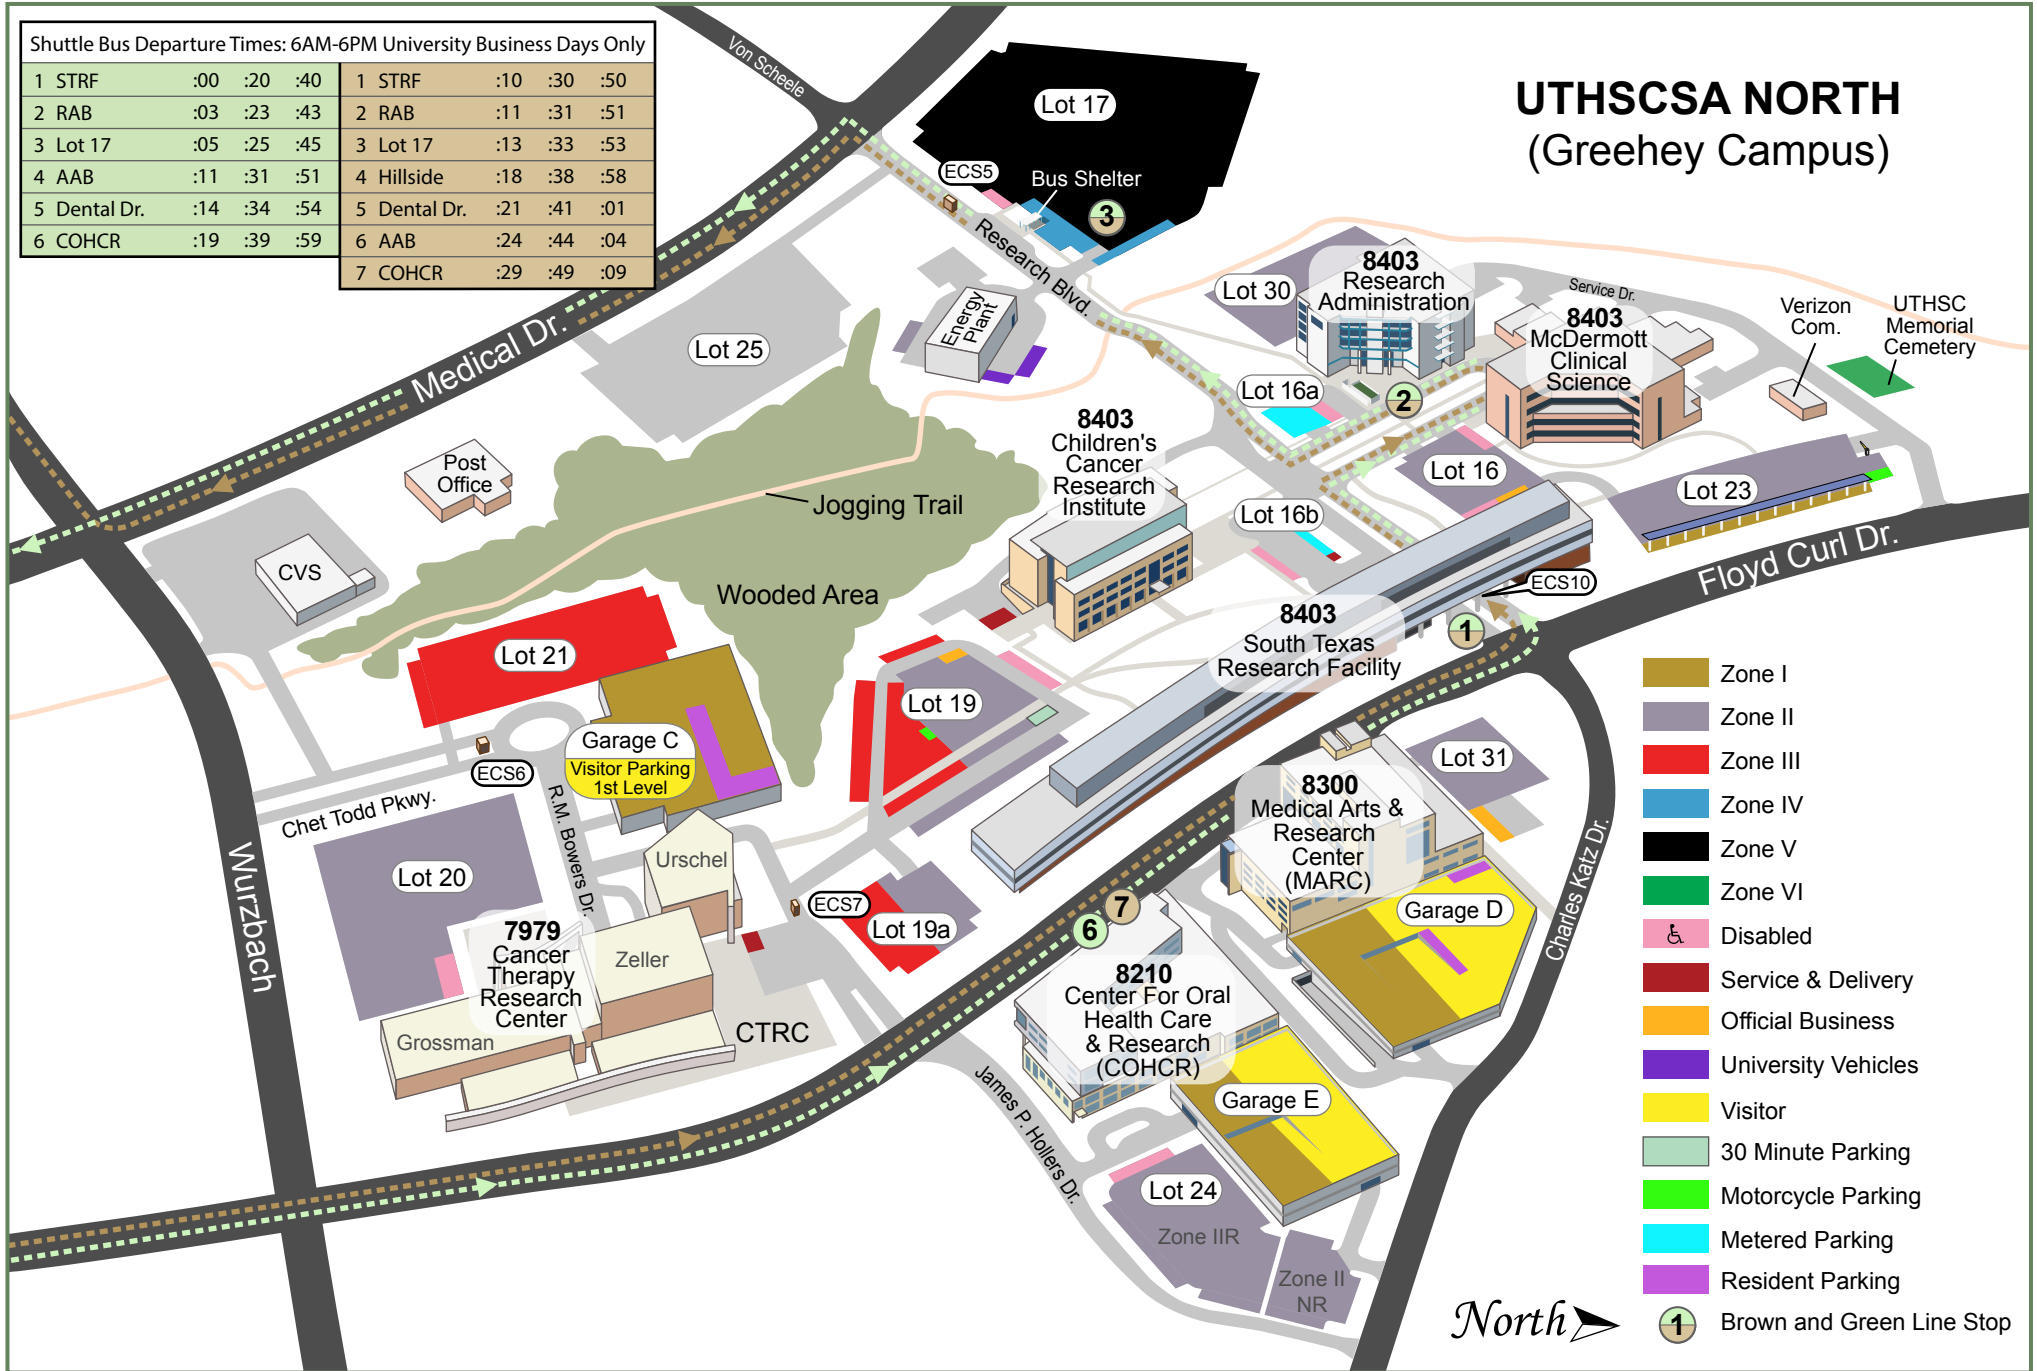 Shuttle Bus Departure Times: 6AM-6PM University Business Days Only
1 STRF :00 :20 :40
2 RAB :03 :23 :43
3 Lot 17 :05 :25 :45
4 AAB :11 :31 :51
5 Dental Dr. :14 :34 :54
6 COHCR :19 :39 :59
1 STRF :10 :30 :50
2 RAB :11 :31 :51
3 Lot 17 :13 :33 :53
4 Hillside :18 :38 :58
5 Dental Dr. :21 :41 :01
6 AAB :24 :44 :04
7 COHCR :29 :49 :09
UTHSCSA NORTH
(Greehey Campus)
Von Scheele
Lot 17
ECS5
Bus Shelter
3
Research Blvd.
Lot 30
8403
Research
Administration
Service Dr.
8403
McDermott
Clinical
Science
Verizon
Com.
UTHSC
Memorial
Cemetery
Energy
Plant
Lot 25
Medical Dr.
Lot 16a
2
8403
Children's
Cancer
Research
Institute
Lot 16
Lot 23
Post
Office
Jogging Trail
Lot 16b
Floyd Curl Dr.
CVS
Wooded Area
ECS10
8403
South Texas
Research Facility
1
Lot 21
Lot 19
Garage C
Visitor Parking
1st Level
ECS6
Chet Todd Pkwy.
R.M. Bowers Dr.
Lot 31
8300
Medical Arts &
Research
Center
(MARC)
Charles Katz Dr.
Wurzbach
Lot 20
Urschel
ECS7
Lot 19a
7
6
Garage D
7979
Cancer
Therapy
Research
Center
Zeller
Grossman
CTRC
8210
Center For Oral
Health Care
& Research
(COHCR)
James P. Hollers Dr.
Garage E
Lot 24
Zone IIR
Zone II
NR
Zone I
Zone II
Zone III
Zone IV
Zone V
Zone VI
Disabled
Service & Delivery
Official Business
University Vehicles
Visitor
30 Minute Parking
Motorcycle Parking
Metered Parking
Resident Parking
1 Brown and Green Line Stop
North